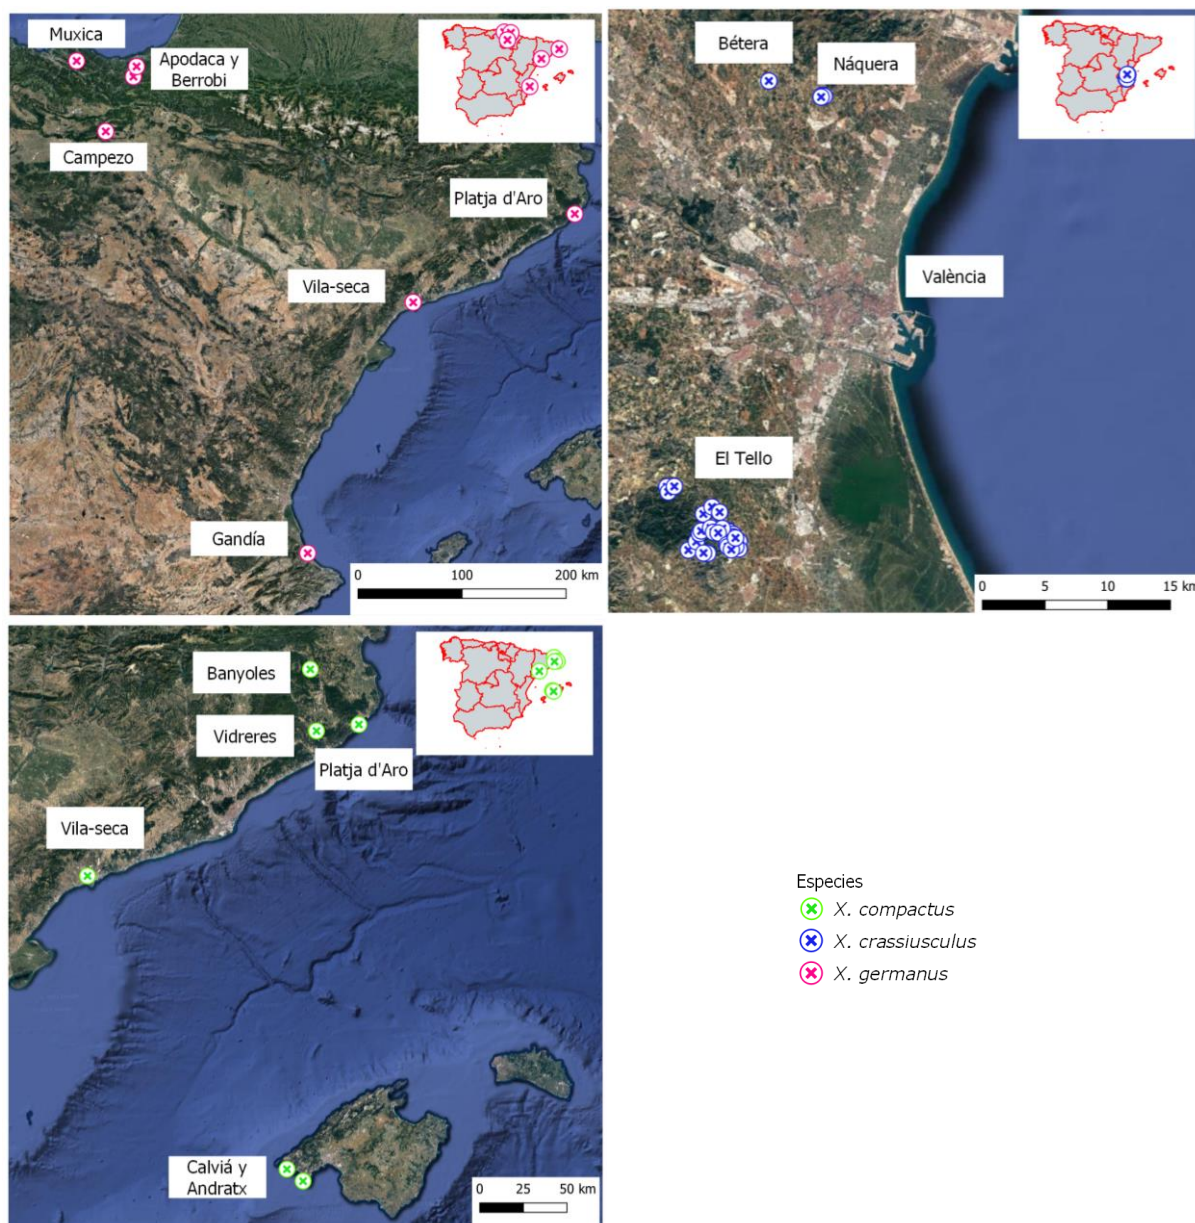 Muxica
Apodaca y
Berrobi
Campezo
Platja d'Aro
Vila-seca
Gandía
0 100 200 km
Bétera
Náquera
València
El Tello
0 5 10 15 km
Banyoles
Vidreres
Platja d'Aro
Vila-seca
Calviá y
Andratx
0 25 50 km
Especies
X. compactus
X. crassiusculus
X. germanus